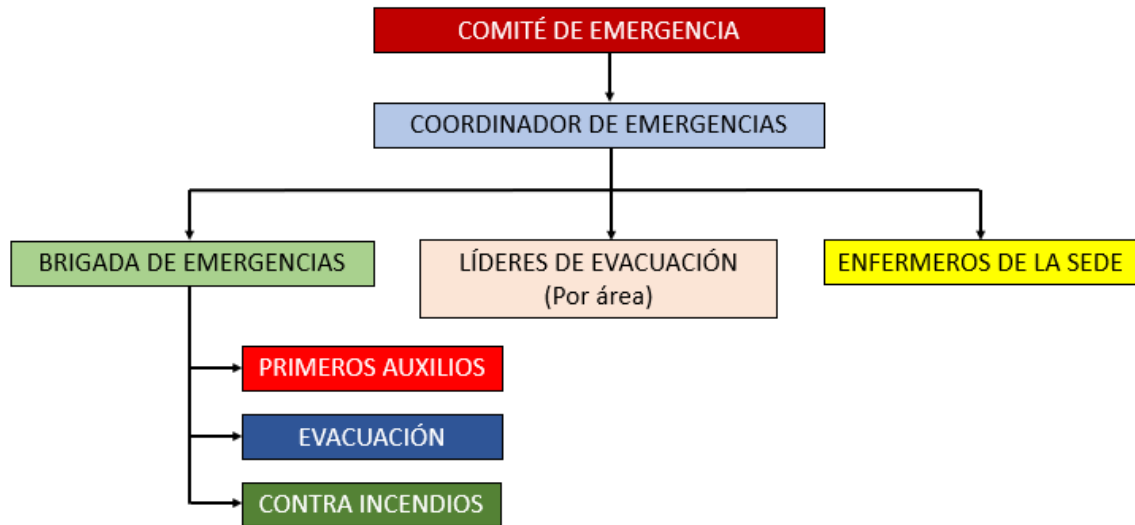 COMITÉ DE EMERGENCIA
COORDINADOR DE EMERGENCIAS
BRIGADA DE EMERGENCIAS
LÍDERES DE EVACUACIÓN
(Por área)
ENFERMEROS DE LA SEDE
PRIMEROS AUXILIOS
EVACUACIÓN
CONTRA INCENDIOS